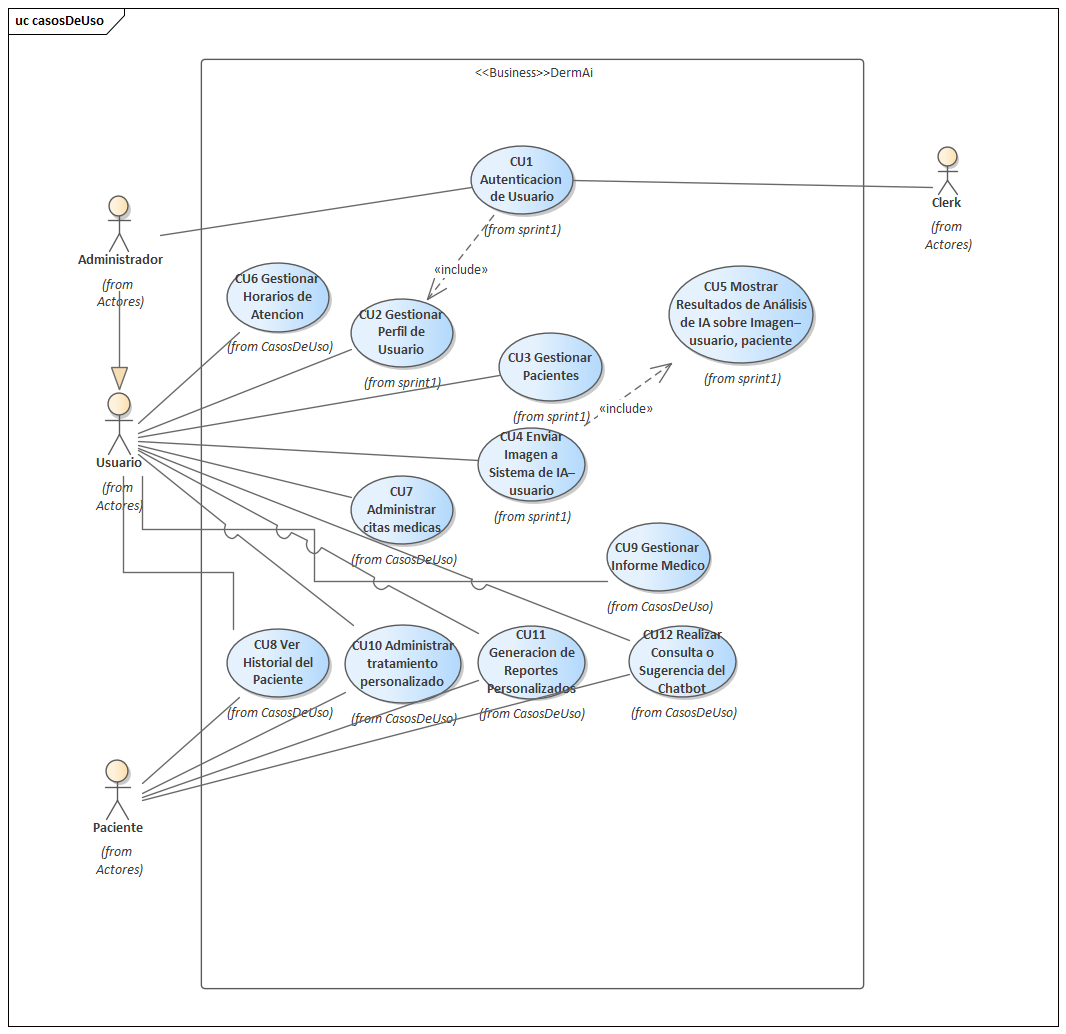 uc casosDeUso
<<Business>>DermAi
CU1
Autenticacion
de Usuario
(from sprint1)
Clerk
(from
Actores)
Administrador
(from
Actores)
«include»
CU6 Gestionar
Horarios de
Atencion
(from CasosDeUso)
CU2 Gestionar
Perfil de
Usuario
(from sprint1)
CU5 Mostrar
Resultados de Análisis
de IA sobre Imagen–
usuario, paciente
(from sprint1)
CU3 Gestionar
Pacientes
(from sprint1)
«include»
Usuario
(from
Actores)
CU4 Enviar
Imagen a
Sistema de IA–
usuario
(from sprint1)
CU7
Administrar
citas medicas
(from CasosDeUso)
CU9 Gestionar
Informe Medico
(from CasosDeUso)
CU8 Ver
Historial del
Paciente
(from CasosDeUso)
CU10 Administrar
tratamiento
personalizado
(from CasosDeUso)
CU11
Generacion de
Reportes
Personalizados
(from CasosDeUso)
CU12 Realizar
Consulta o
Sugerencia del
Chatbot
(from CasosDeUso)
Paciente
(from
Actores)